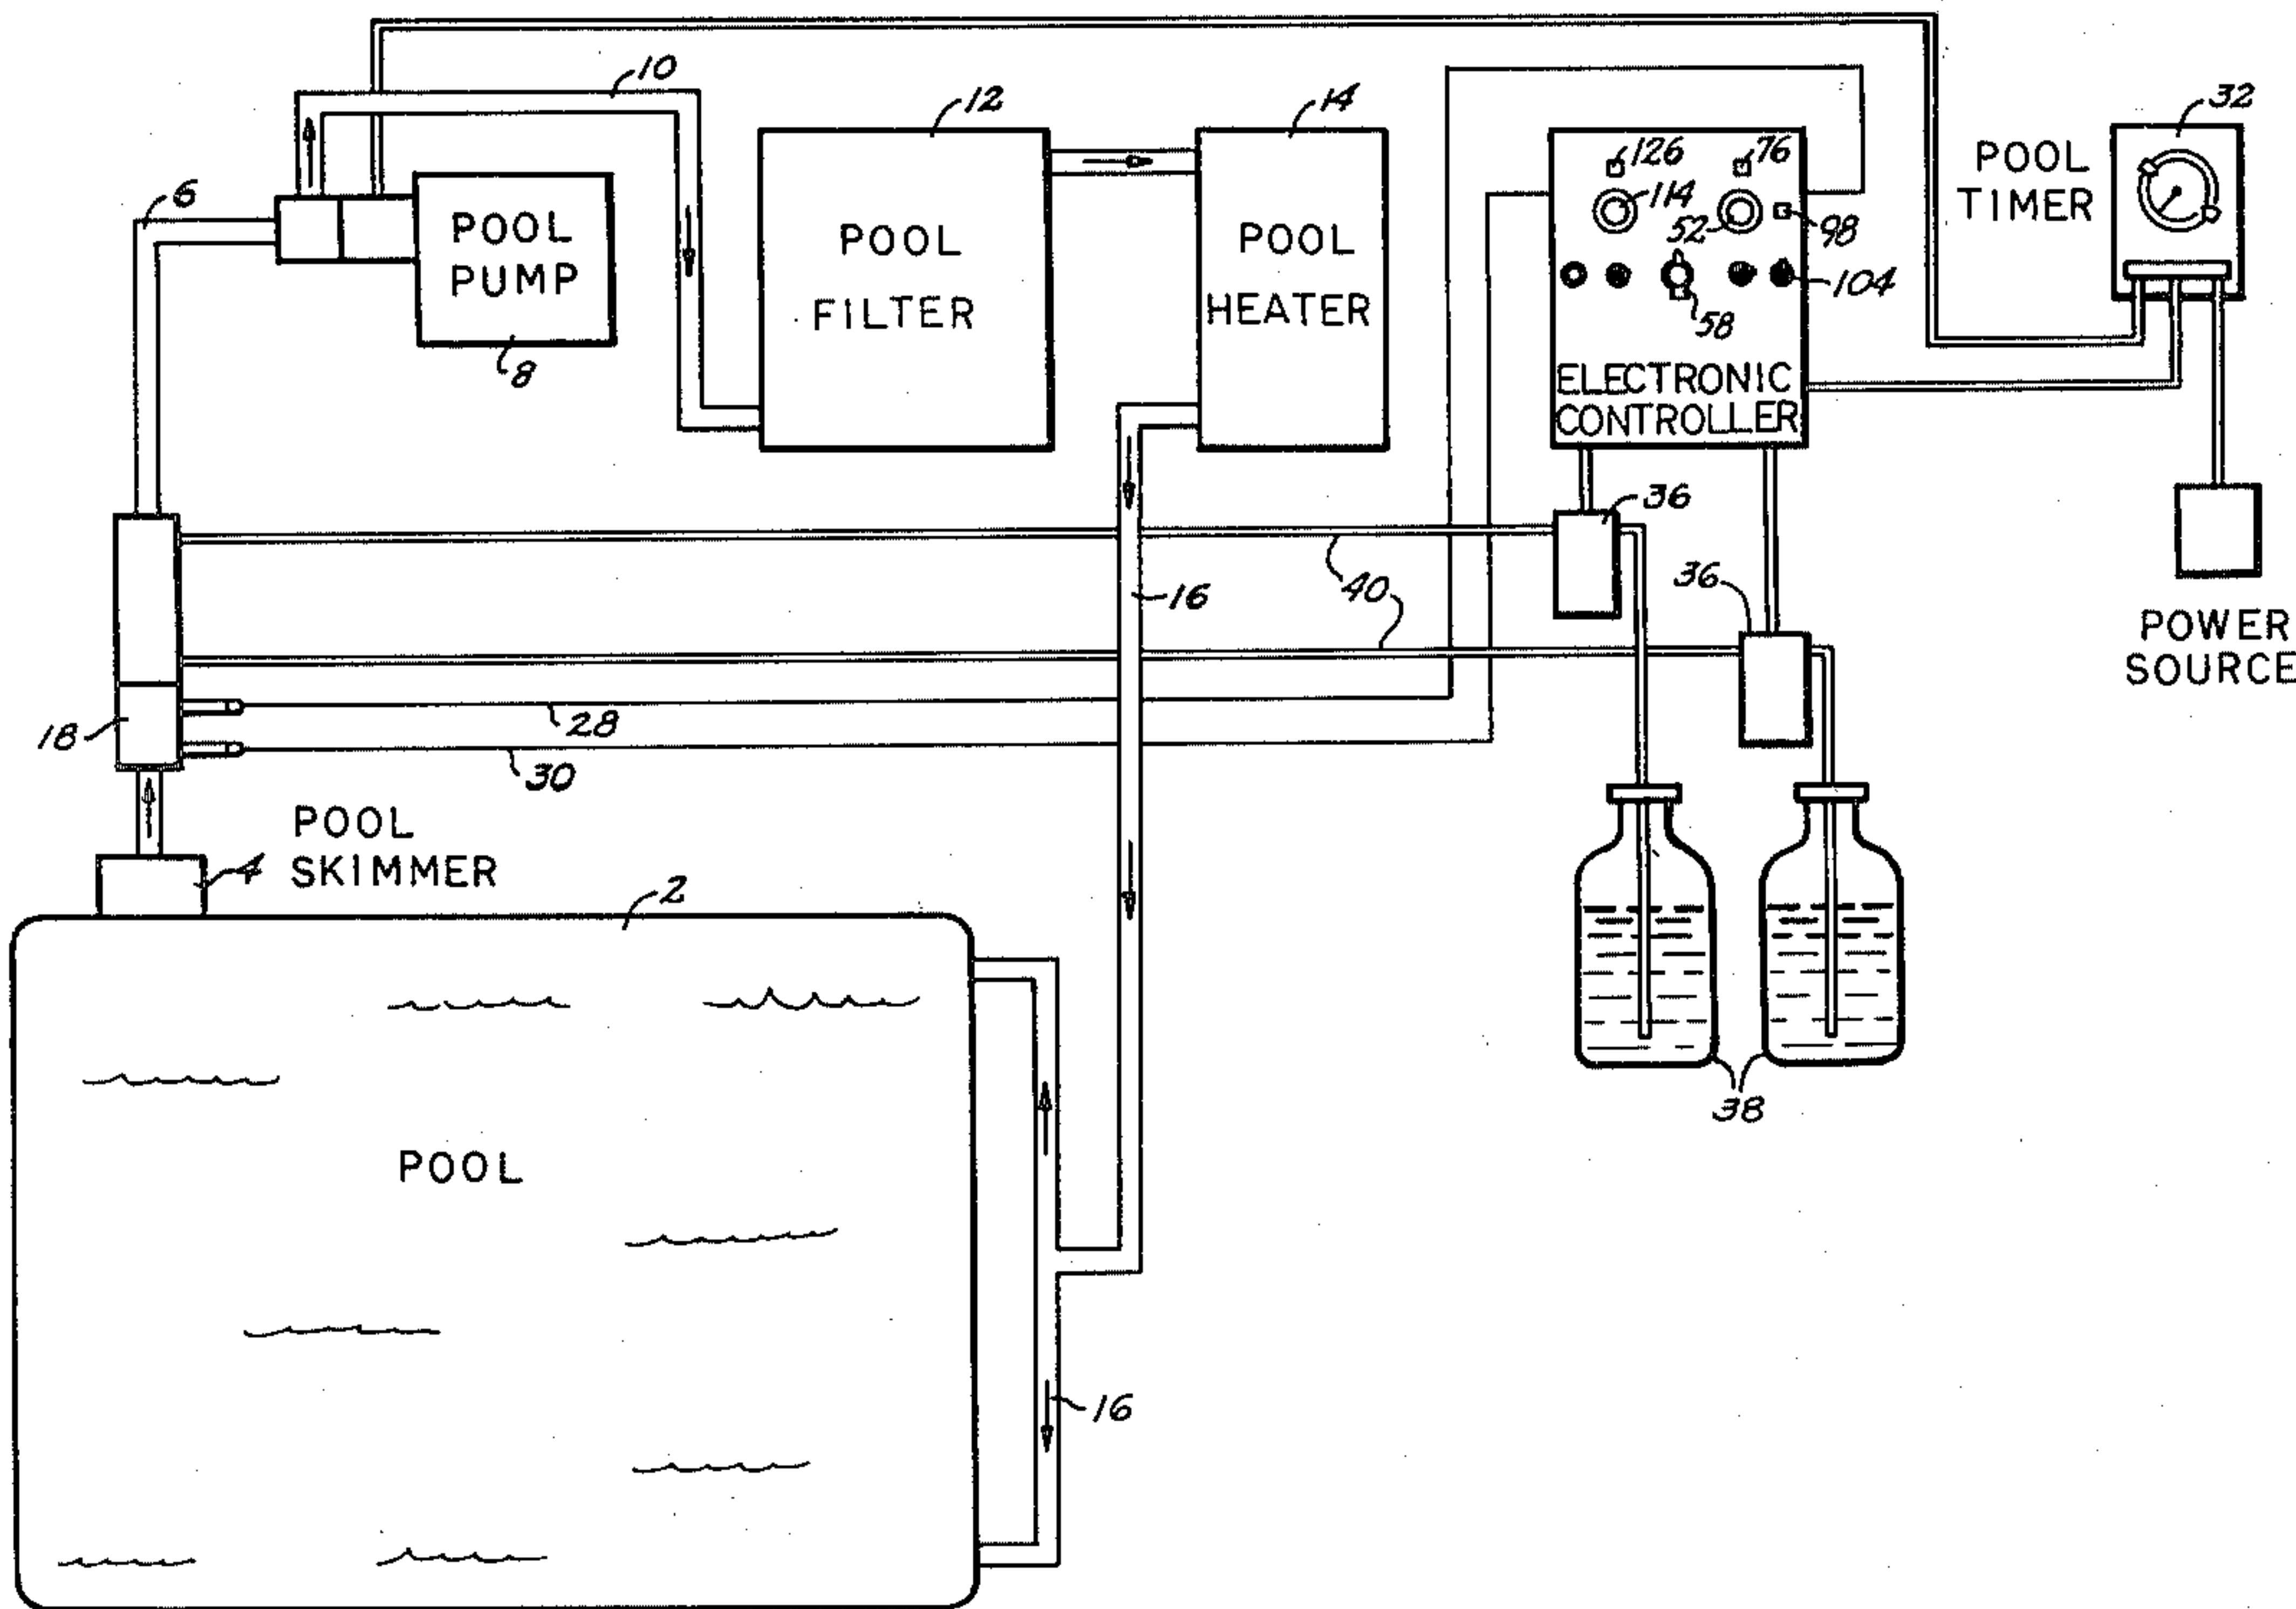 10
12
14
32
126
76
POOL
TIMER
6
114
52
98
POOL
PUMP
POOL
FILTER
POOL
HEATER
104
58
8
ELECTRONIC
CONTROLLER
36
16
40
36
POWER
SOURCE
18
28
30
POOL
SKIMMER
4
2
38
POOL
16